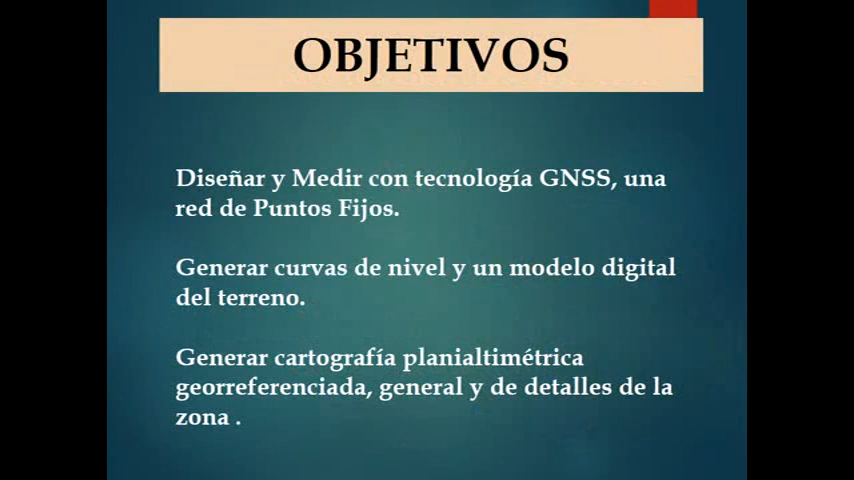 OBJETIVOS
Diseñar y Medir con tecnología GNSS, una
red de Puntos Fijos.
Generar curvas de nivel y un modelo digital
del terreno.
Generar cartografía planialtimétrica
georreferenciada, general y de detalles de la
zona .